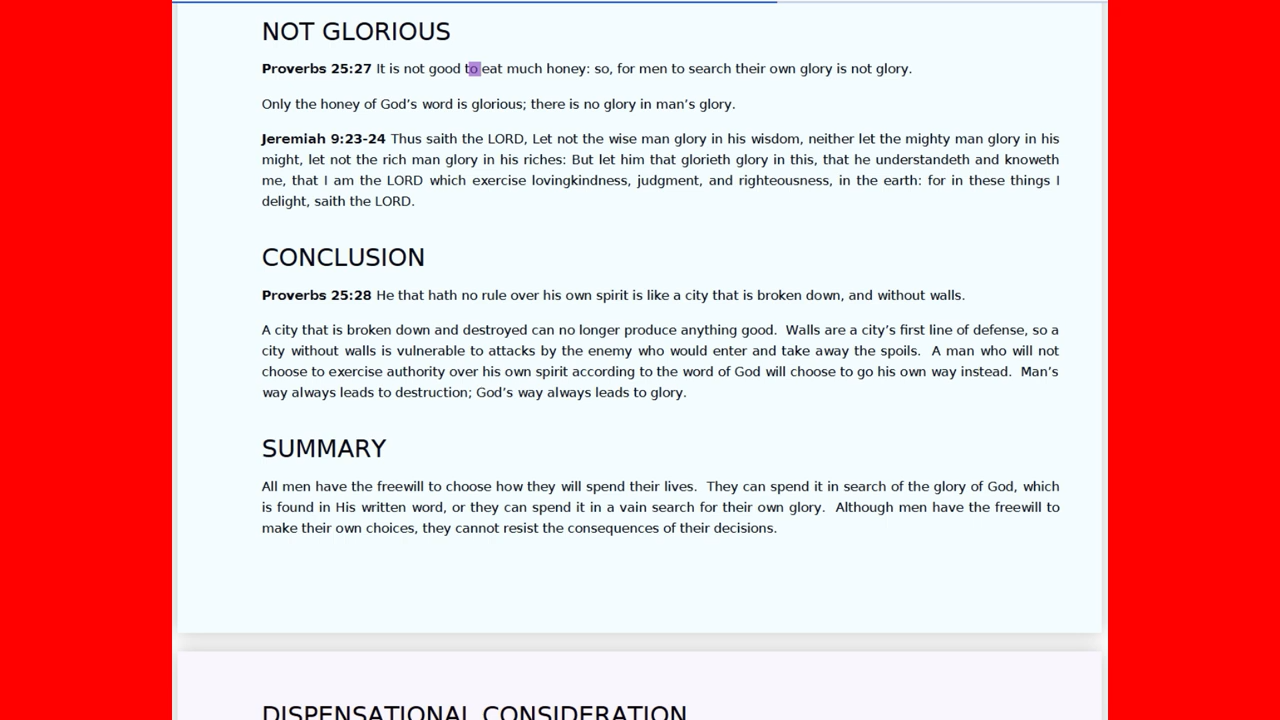 NOT GLORIOUS
Proverbs 25:27 It is not good to eat much honey: so, for men to search their own glory is not glory.
Only the honey of God’s word is glorious; there is no glory in man’s glory.
Jeremiah 9:23-24 Thus saith the LORD, Let not the wise man glory in his wisdom, neither let the mighty man glory in his
might, let not the rich man glory in his riches: But let him that glorieth glory in this, that he understandeth and knoweth
me, that I am the LORD which exercise lovingkindness, judgment, and righteousness, in the earth: for in these things I
delight, saith the LORD.
CONCLUSION
Proverbs 25:28 He that hath no rule over his own spirit is like a city that is broken down, and without walls.
A city that is broken down and destroyed can no longer produce anything good.  Walls are a city’s first line of defense, so a
city without walls is vulnerable to attacks by the enemy who would enter and take away the spoils.  A man who will not
choose to exercise authority over his own spirit according to the word of God will choose to go his own way instead.  Man’s
way always leads to destruction; God’s way always leads to glory.
SUMMARY
All men have the freewill to choose how they will spend their lives.  They can spend it in search of the glory of God, which
is found in His written word, or they can spend it in a vain search for their own glory.  Although men have the freewill to
make their own choices, they cannot resist the consequences of their decisions.
DISPENSATIONAL CONSIDERATION